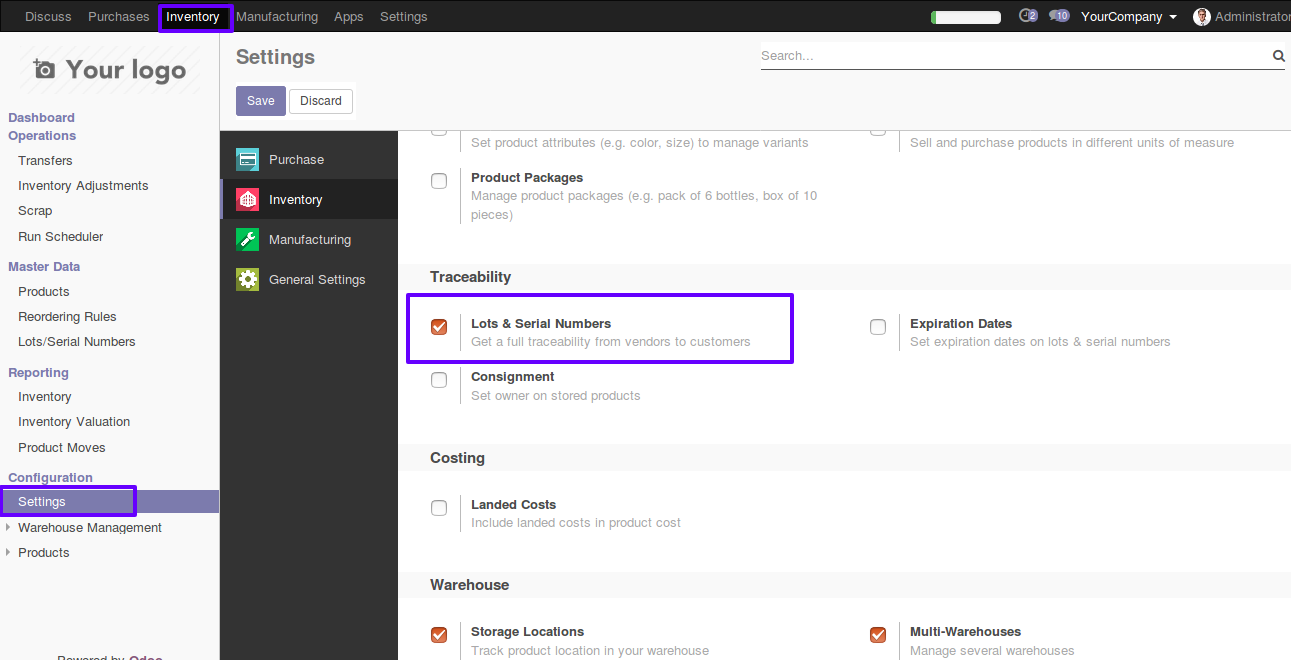 Discuss Purchases Inventory Manufacturing Apps Settings 2 10 YourCompany Administrator
Your logo
Dashboard
Operations
Transfers
Inventory Adjustments
Scrap
Run Scheduler
Master Data
Products
Reordering Rules
Lots/Serial Numbers
Reporting
Inventory
Inventory Valuation
Product Moves
Configuration
Settings
Warehouse Management
Products
Powered by Odoo
Settings
Search...
Save Discard
Purchase
Inventory
Manufacturing
General Settings
Set product attributes (e.g. color, size) to manage variants
Sell and purchase products in different units of measure
Product Packages
Manage product packages (e.g. pack of 6 bottles, box of 10
pieces)
Traceability
Lots & Serial Numbers
Get a full traceability from vendors to customers
Expiration Dates
Set expiration dates on lots & serial numbers
Consignment
Set owner on stored products
Costing
Landed Costs
Include landed costs in product cost
Warehouse
Storage Locations
Track product location in your warehouse
Multi-Warehouses
Manage several warehouses